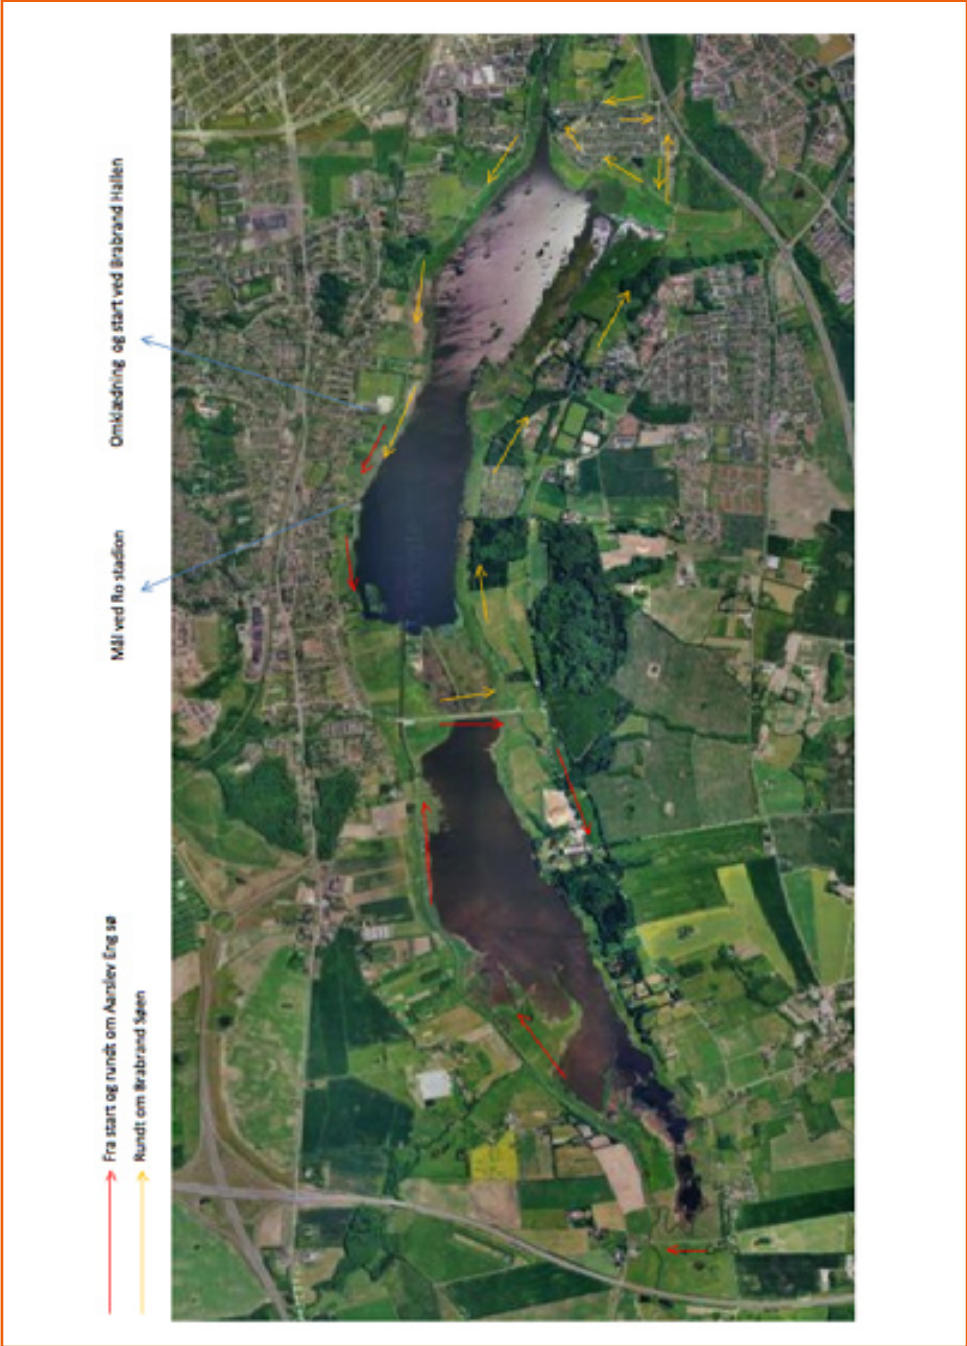 Fra start og rundt om Aarslev Eng sø
Rundt om Brabrand Søen
Mål ved Ro stadion
Omklædning og start ved Brabrand Hallen